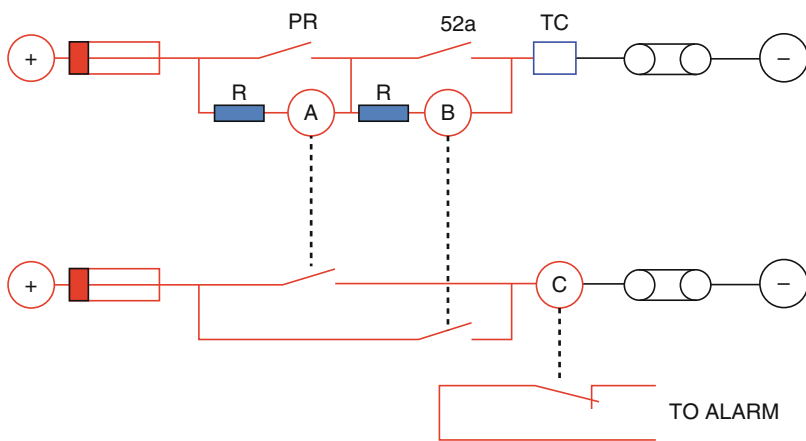 PR 52a TC
+ −
R A R B
+ C −
TO ALARM